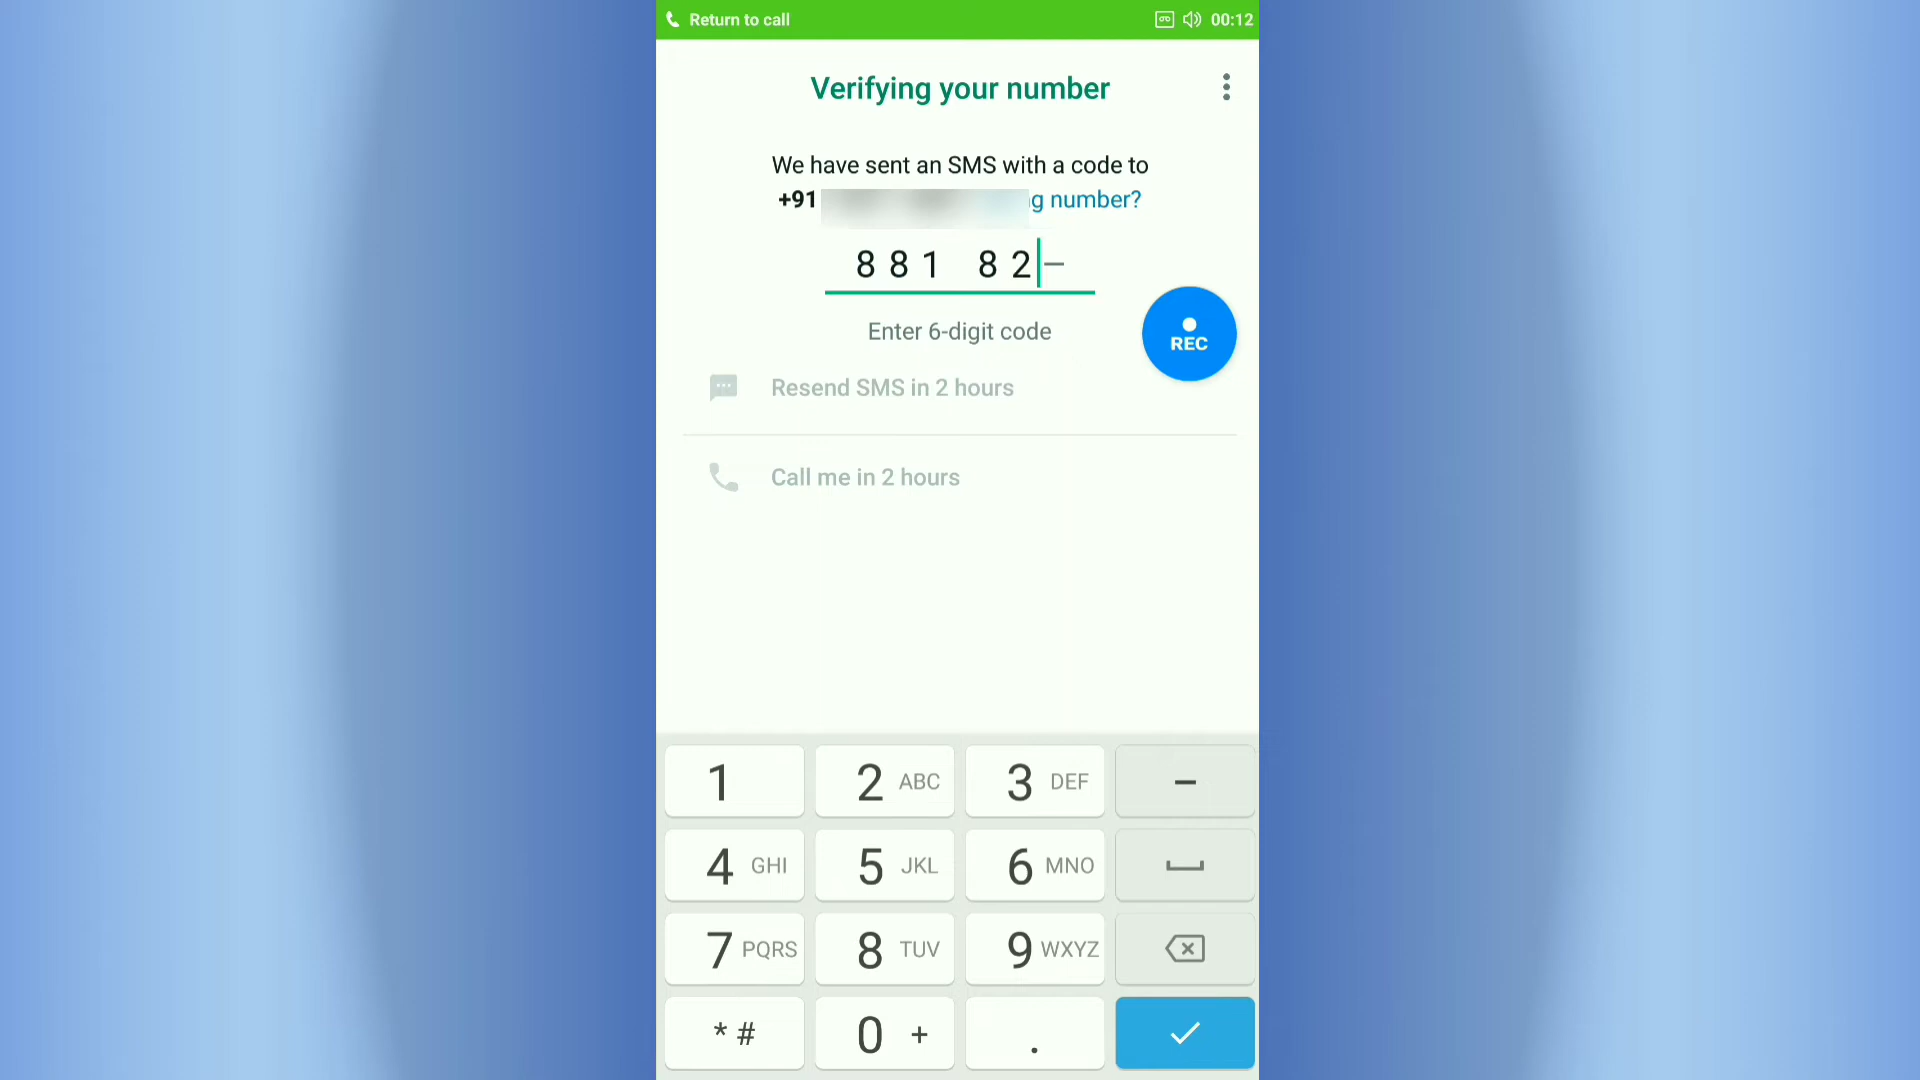 Return to call 00:12
Verifying your number
We have sent an SMS with a code to
+91 g number?
881 82–
Enter 6-digit code
REC
Resend SMS in 2 hours
Call me in 2 hours
1 2 ABC 3 DEF –
4 GHI 5 JKL 6 MNO
7 PQRS 8 TUV 9 WXYZ
* # 0 + .